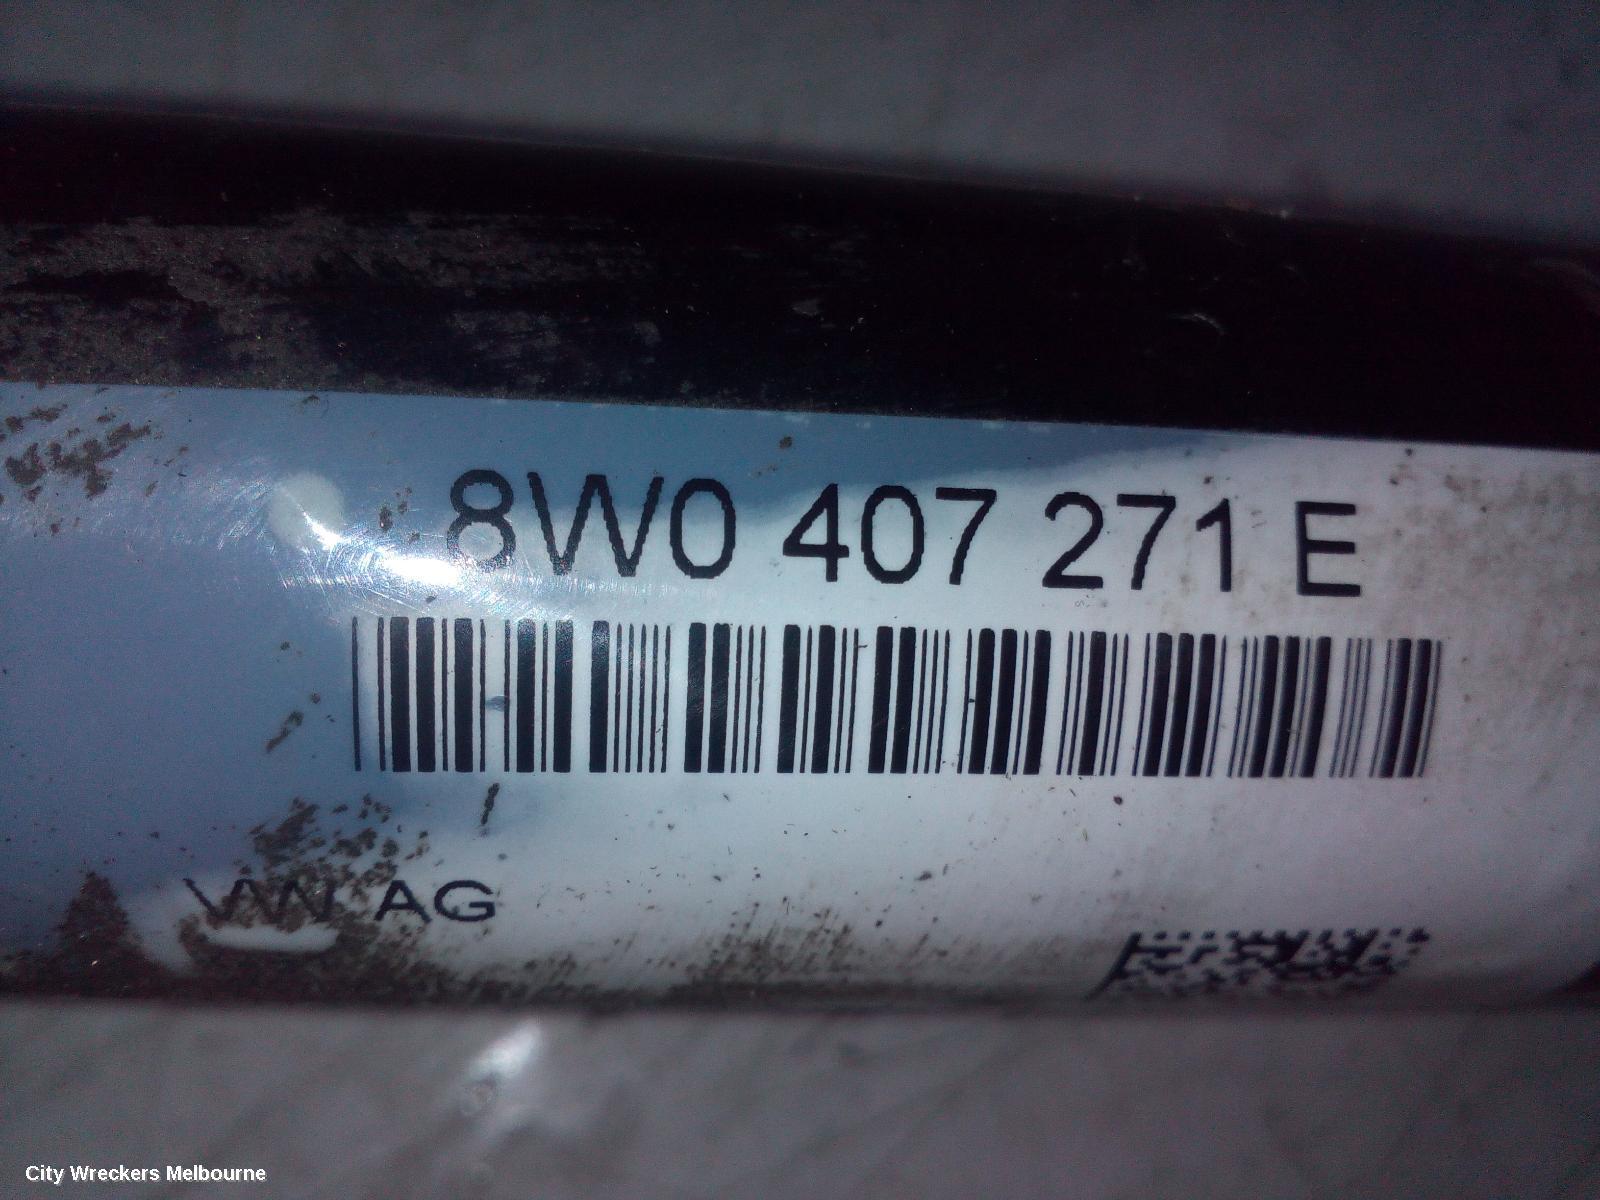 8W0 407 271 E
VW AG
City Wreckers Melbourne